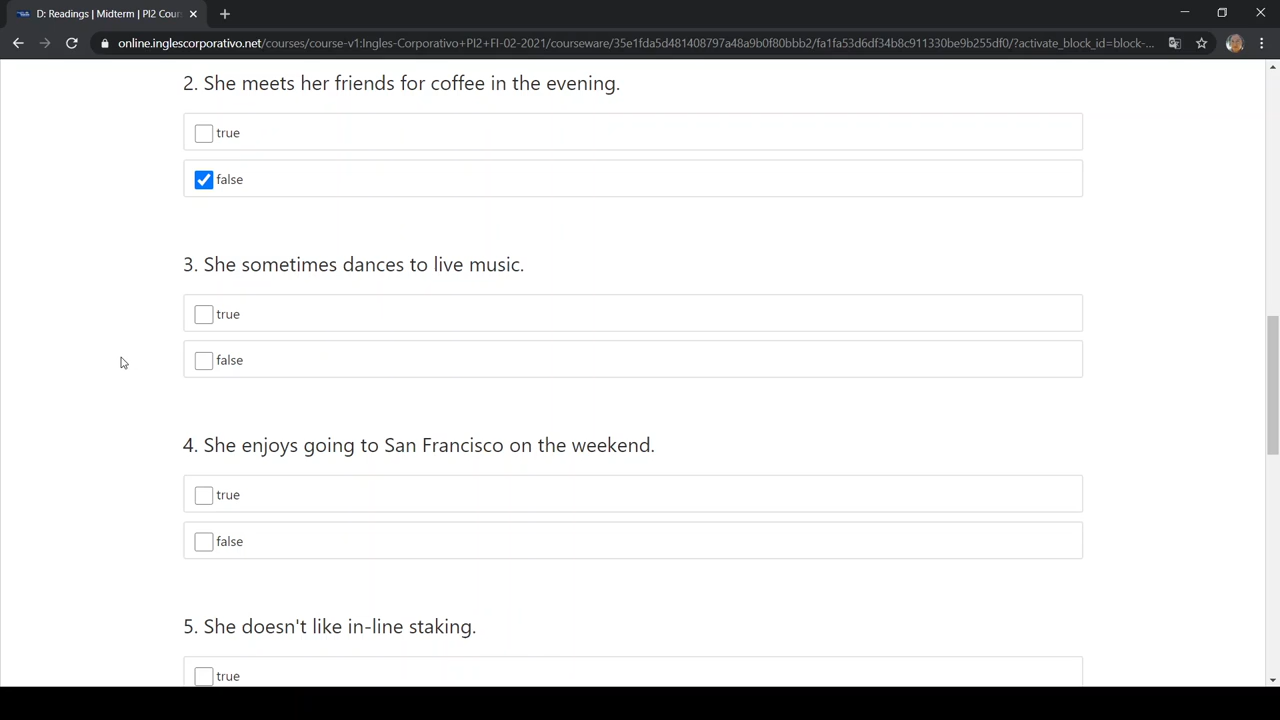 D: Readings | Midterm | PI2 Cour
online.inglescorporativo.net/courses/course-v1:Ingles-Corporativo+PI2+FI-02-2021/courseware/35e1fda5d481408797a48a9b0f80bbb2/fa1fa53d6df34b8c911330be9b255df0/?activate_block_id=block-...
2. She meets her friends for coffee in the evening.
true
false
3. She sometimes dances to live music.
true
false
4. She enjoys going to San Francisco on the weekend.
true
false
5. She doesn't like in-line staking.
true